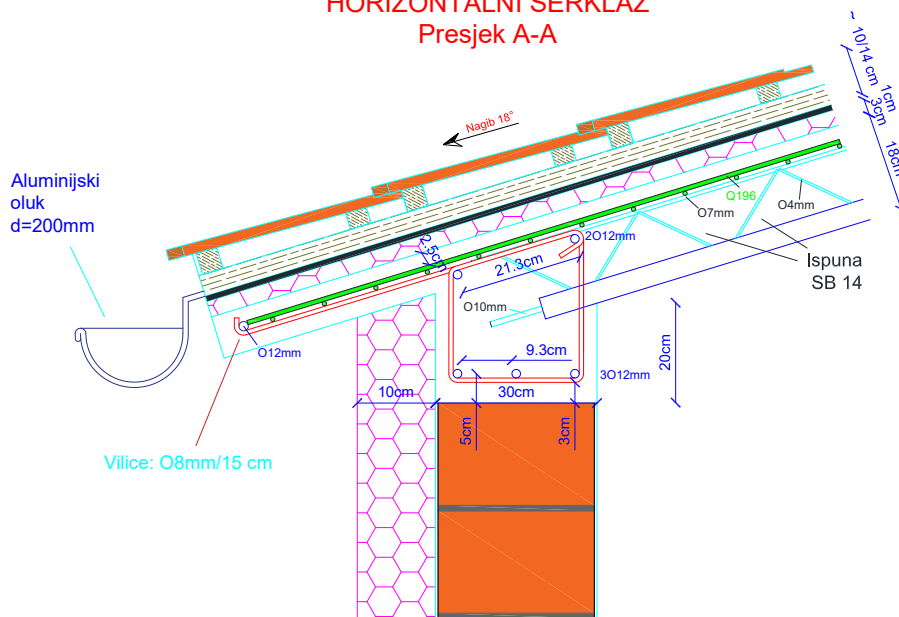 HORIZONTALNI SERKLAŽ
Presjek A-A
~ 10/14 cm
1cm
3cm
18cm
Nagib 18°
Aluminijski
oluk
d=200mm
Q196
O7mm
O4mm
2.5cm
2O12mm
21.3cm
Ispuna
SB 14
O10mm
O12mm
9.3cm
20cm
3O12mm
10cm
30cm
5cm
3cm
Vilice: O8mm/15 cm